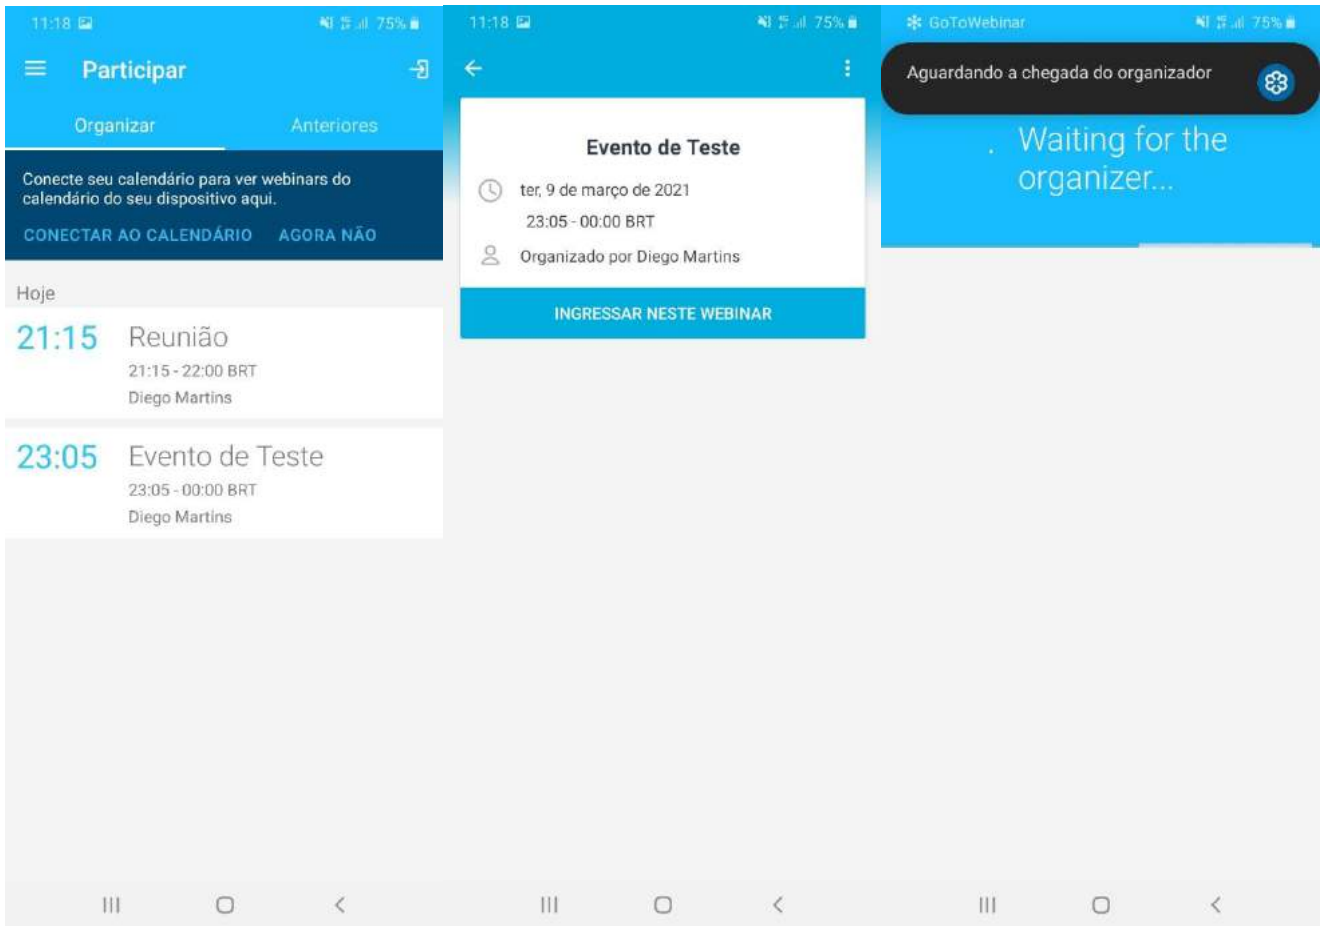 11:18
75%
Participar
Organizar
Anteriores
Conecte seu calendário para ver webinars do
calendário do seu dispositivo aqui.
CONECTAR AO CALENDÁRIO
AGORA NÃO
Hoje
21:15
Reunião
21:15 - 22:00 BRT
Diego Martins
23:05
Evento de Teste
23:05 - 00:00 BRT
Diego Martins
11:18
75%
Evento de Teste
ter, 9 de março de 2021
23:05 - 00:00 BRT
Organizado por Diego Martins
INGRESSAR NESTE WEBINAR
GoToWebinar
75%
Aguardando a chegada do organizador
Waiting for the
organizer...